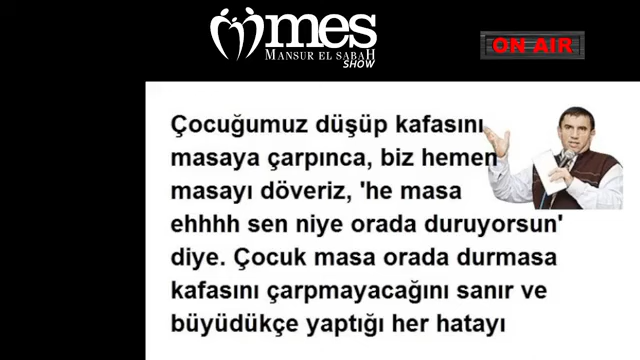 mes
MANSUR EL SABAH
SHOW
ON AIR
Çocuğumuz düşüp kafasını
masaya çarpınca, biz hemen
masayı döveriz, 'he masa
ehhhh sen niye orada duruyorsun'
diye. Çocuk masa orada durmasa
kafasını çarpmayacağını sanır ve
büyüdükçe yaptığı her hatayı